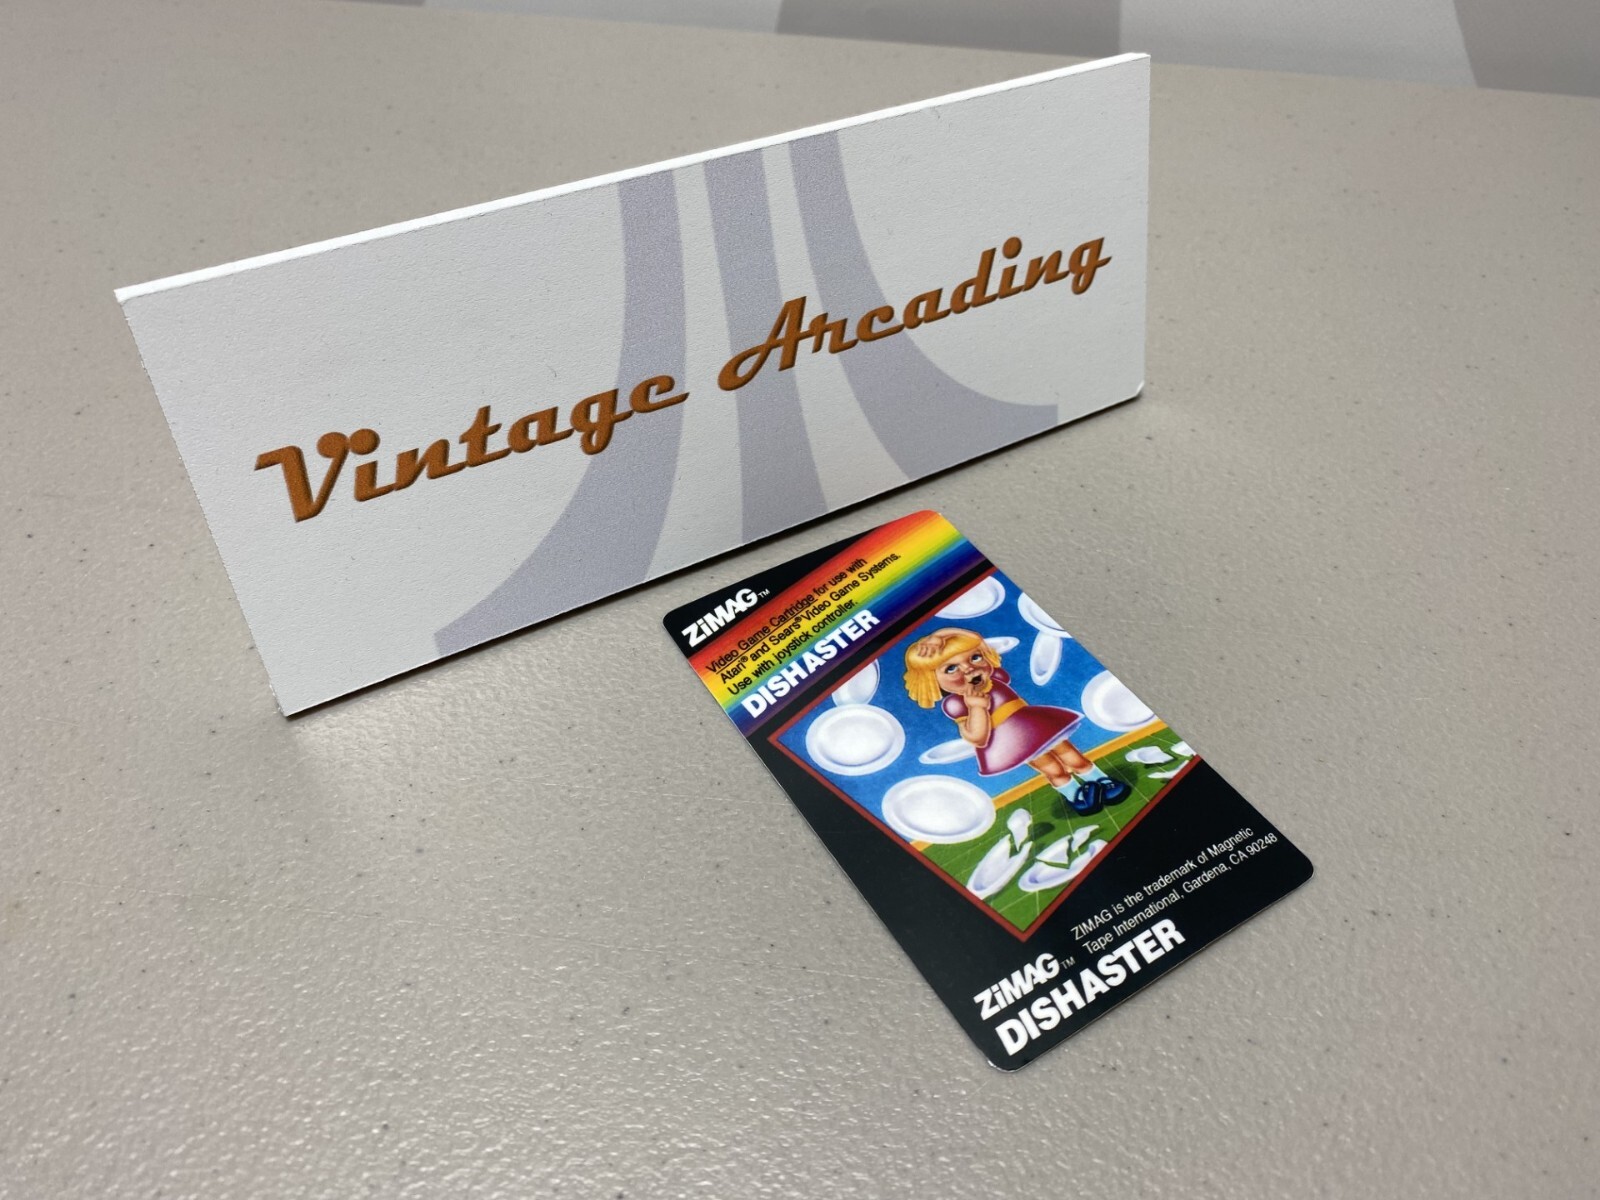 Vintage Arcading
ZiMAG™
Video Game Cartridge for use with
Atari® and Sears® Video Game Systems.
Use with joystick controller.
DISHASTER
ZIMAG is the trademark of Magnetic
Tape International, Gardena, CA 90248
ZiMAG™
DISHASTER